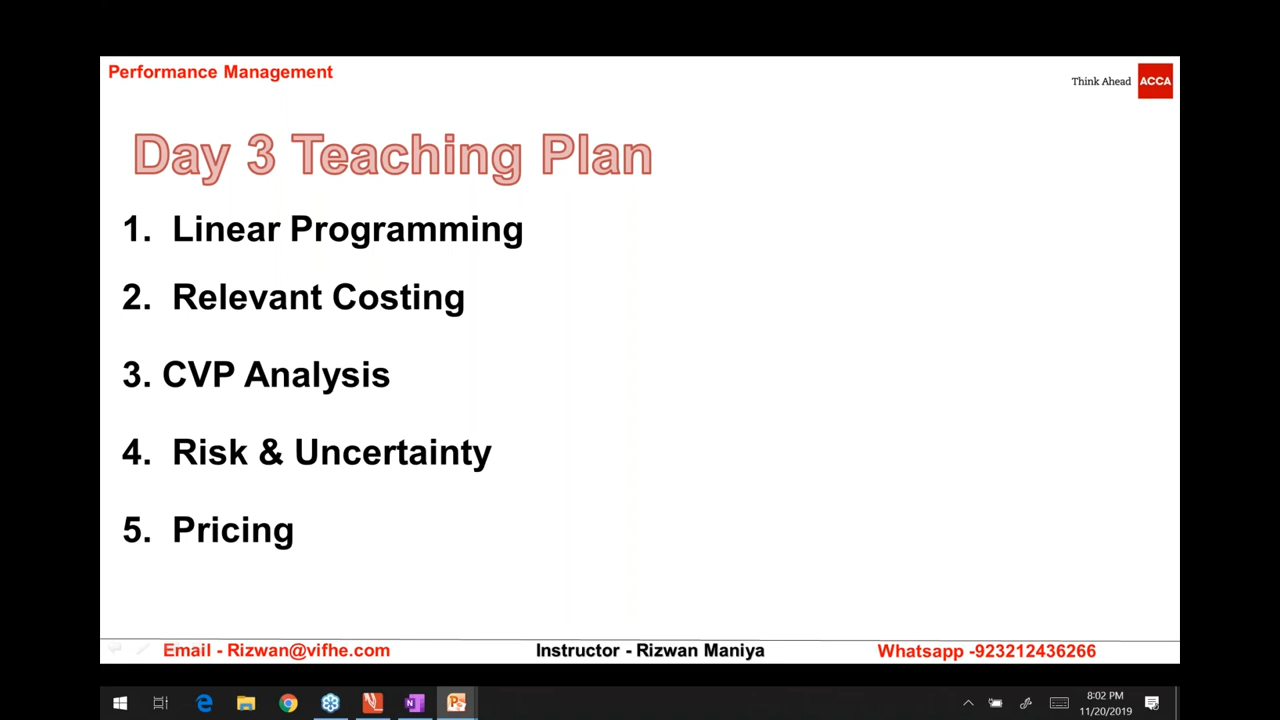 Performance Management
Think Ahead ACCA
Day 3 Teaching Plan
1. Linear Programming
2. Relevant Costing
3. CVP Analysis
4. Risk & Uncertainty
5. Pricing
Email - Rizwan@vifhe.com Instructor - Rizwan Maniya Whatsapp -923212436266
8:02 PM
11/20/2019